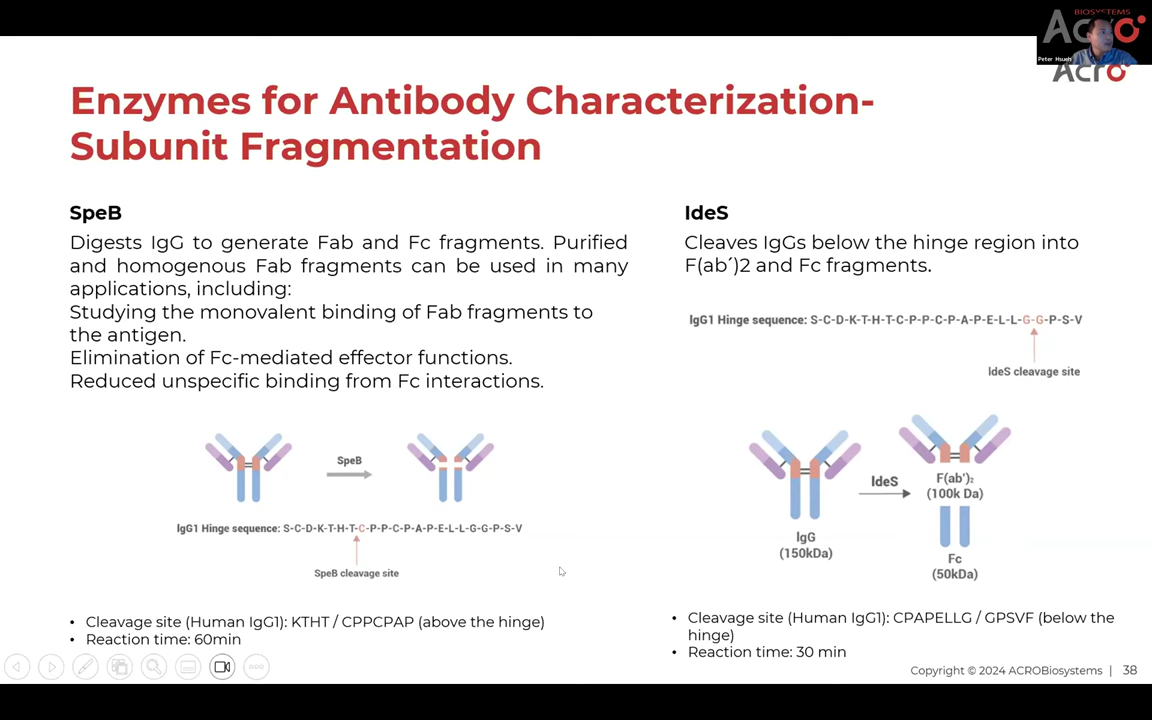 BIOSYSTEMS
Acro
Peter Hsueh
Acro
Enzymes for Antibody Characterization-
Subunit Fragmentation
SpeB
Digests IgG to generate Fab and Fc fragments. Purified
and homogenous Fab fragments can be used in many
applications, including:
Studying the monovalent binding of Fab fragments to
the antigen.
Elimination of Fc-mediated effector functions.
Reduced unspecific binding from Fc interactions.
SpeB
IgG1 Hinge sequence: S-C-D-K-T-H-T-C-P-P-C-P-A-P-E-L-L-G-G-P-S-V
SpeB cleavage site
• Cleavage site (Human IgG1): KTHT / CPPCPAP (above the hinge)
• Reaction time: 60min
IdeS
Cleaves IgGs below the hinge region into
F(ab´)2 and Fc fragments.
IgG1 Hinge sequence: S-C-D-K-T-H-T-C-P-P-C-P-A-P-E-L-L-G-G-P-S-V
IdeS cleavage site
IgG
(150kDa)
IdeS
F(ab')₂
(100k Da)
Fc
(50kDa)
• Cleavage site (Human IgG1): CPAPELLG / GPSVF (below the
hinge)
• Reaction time: 30 min
Copyright © 2024 ACROBiosystems | 38